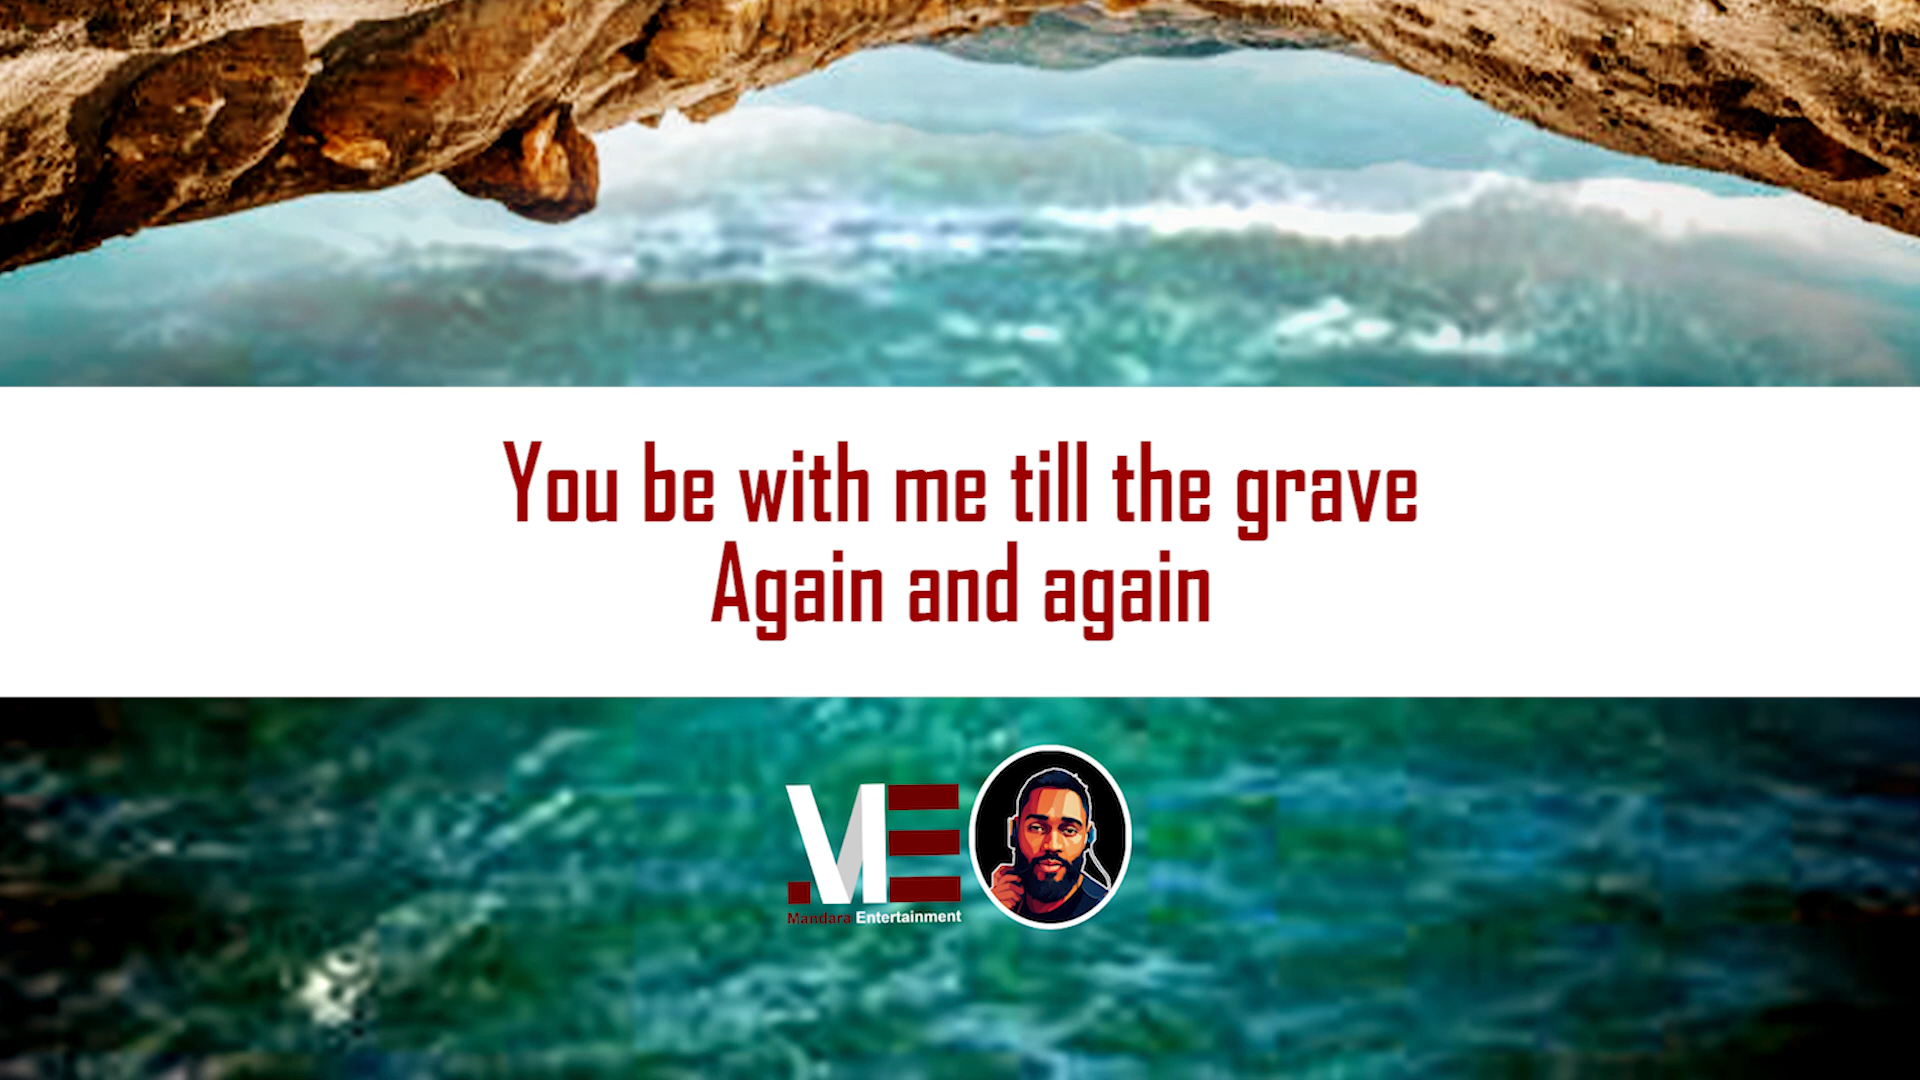 You be with me till the grave
Again and again
.ME
Mandara Entertainment